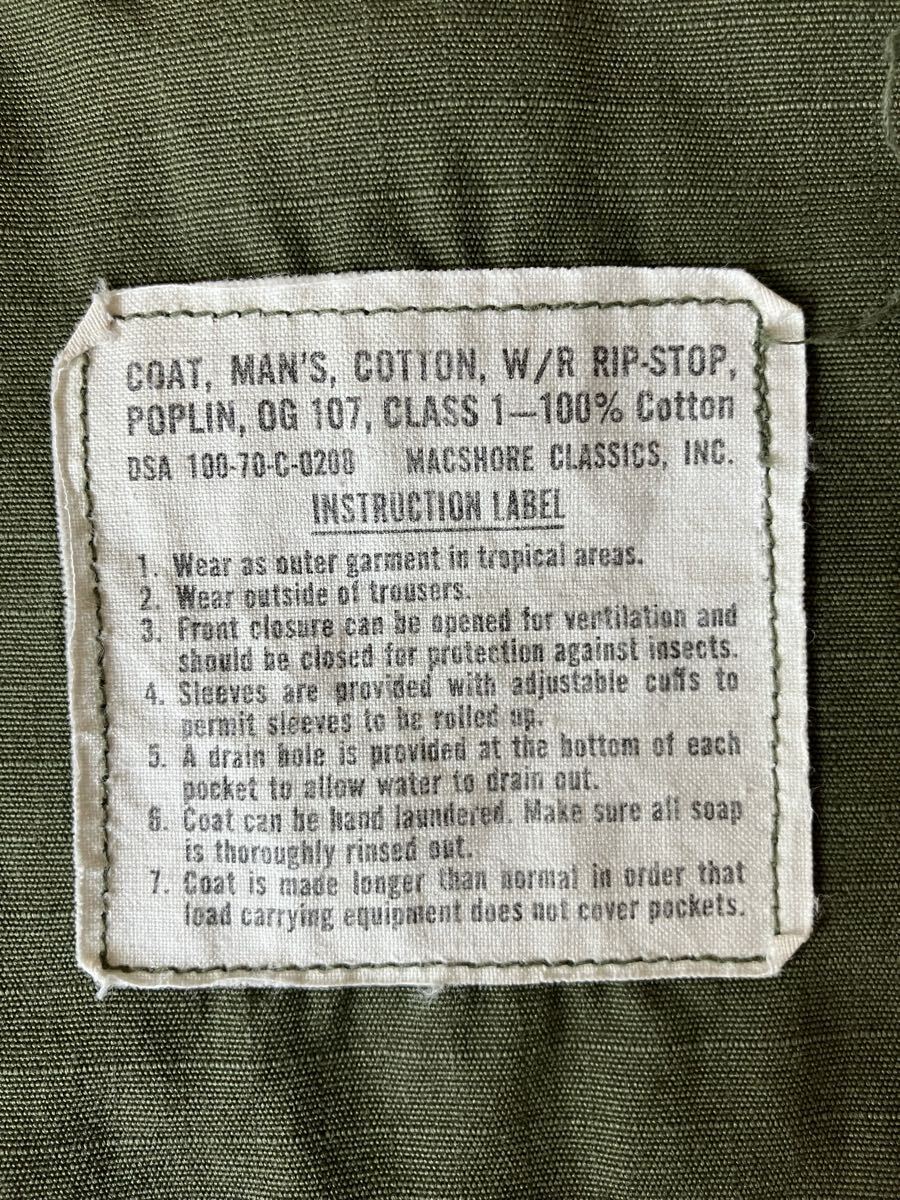 COAT, MAN'S, COTTON, W/R RIP-STOP,
POPLIN, OG 107, CLASS 1—100% Cotton
DSA 100-70-C-0208 MACSHORE CLASSICS, INC.
INSTRUCTION LABEL
1. Wear as outer garment in tropical areas.
2. Wear outside of trousers.
3. Front closure can be opened for ventilation and
should be closed for protection against insects.
4. Sleeves are provided with adjustable cuffs to
permit sleeves to be rolled up.
5. A drain hole is provided at the bottom of each
pocket to allow water to drain out.
6. Coat can be hand laundered. Make sure all soap
is thoroughly rinsed out.
7. Coat is made longer than normal in order that
load carrying equipment does not cover pockets.